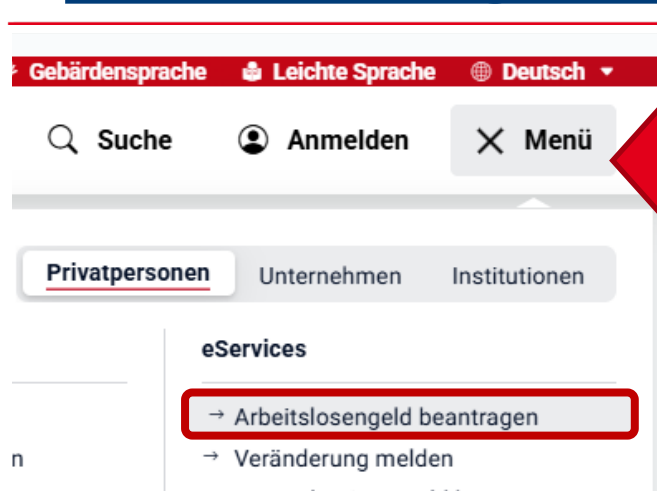 Gebärdensprache Leichte Sprache Deutsch
Suche Anmelden Menü
Privatpersonen Unternehmen Institutionen
eServices
→ Arbeitslosengeld beantragen
n → Veränderung melden